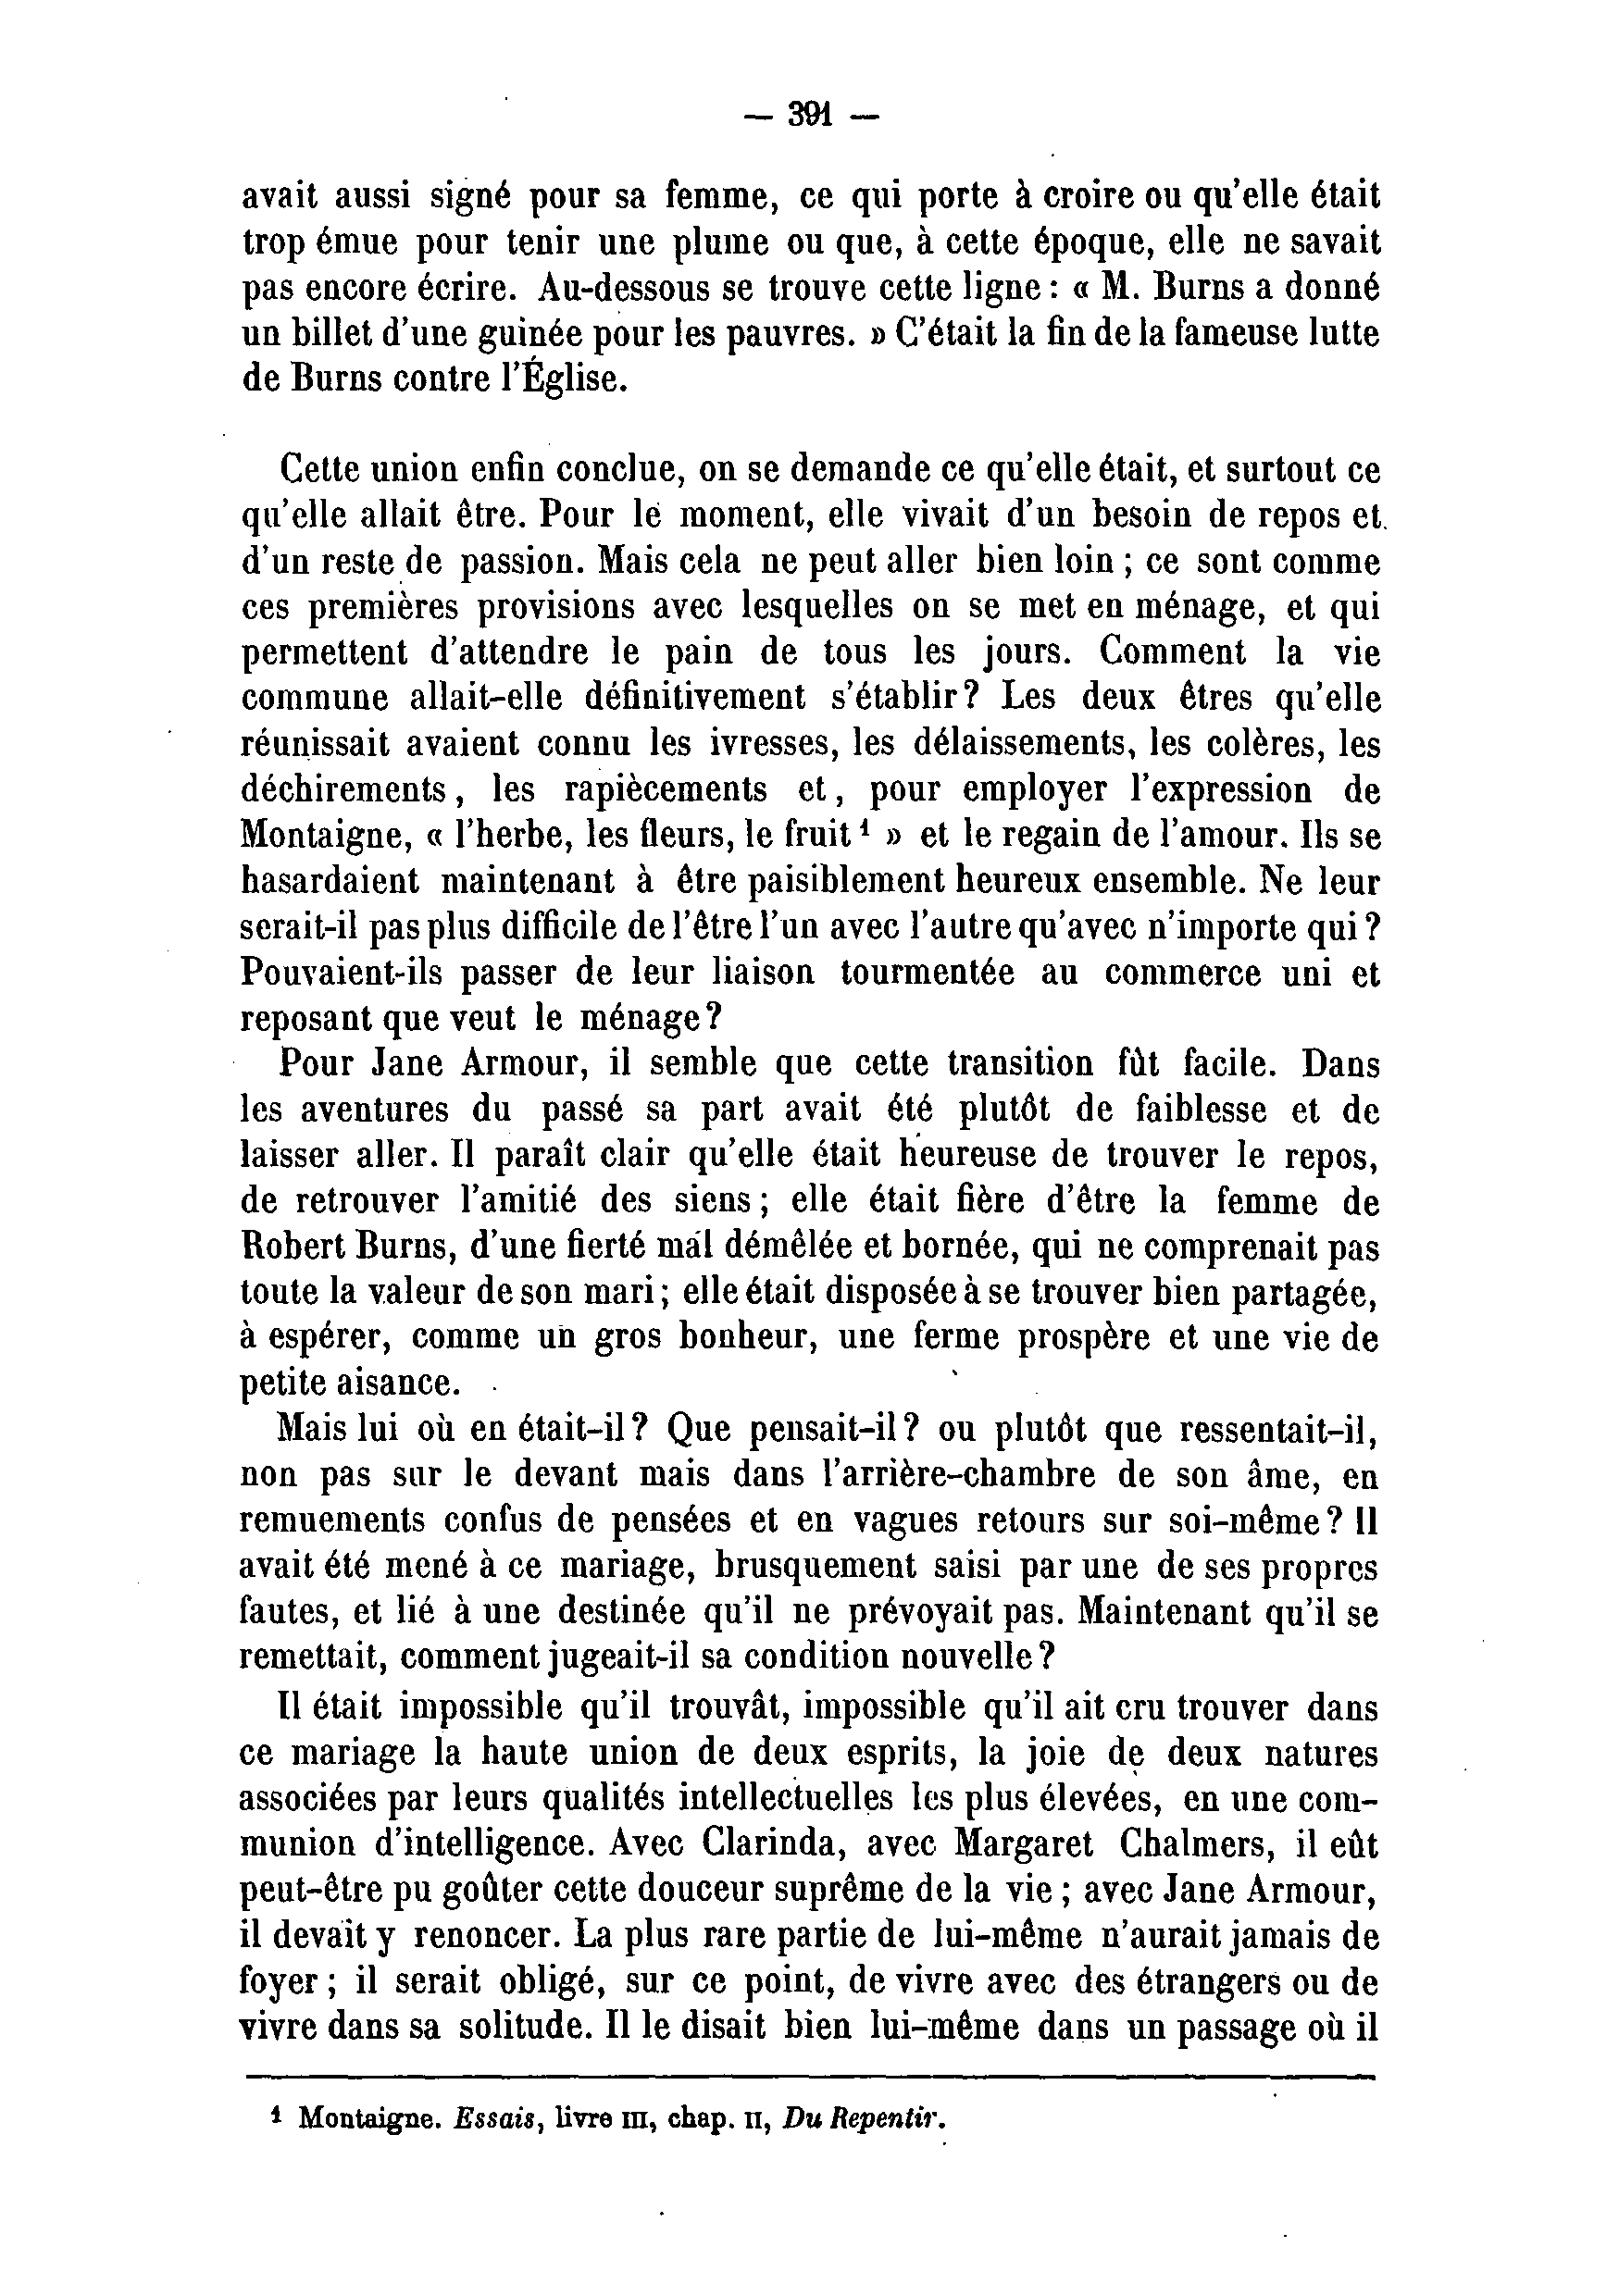 — 391 —
avait aussi signé pour sa femme, ce qui porte à croire ou qu'elle était
trop émue pour tenir une plume ou que, à cette époque, elle ne savait
pas encore écrire. Au-dessous se trouve cette ligne : « M. Burns a donné
un billet d'une guinée pour les pauvres. » C'était la fin de la fameuse lutte
de Burns contre l'Église.
Cette union enfin conclue, on se demande ce qu'elle était, et surtout ce
qu'elle allait être. Pour le moment, elle vivait d'un besoin de repos et
d'un reste de passion. Mais cela ne peut aller bien loin ; ce sont comme
ces premières provisions avec lesquelles on se met en ménage, et qui
permettent d'attendre le pain de tous les jours. Comment la vie
commune allait-elle définitivement s'établir? Les deux êtres qu'elle
réunissait avaient connu les ivresses, les délaissements, les colères, les
déchirements, les rapiècements et, pour employer l'expression de
Montaigne, « l'herbe, les fleurs, le fruit ¹ » et le regain de l'amour. Ils se
hasardaient maintenant à être paisiblement heureux ensemble. Ne leur
serait-il pas plus difficile de l'être l'un avec l'autre qu'avec n'importe qui ?
Pouvaient-ils passer de leur liaison tourmentée au commerce uni et
reposant que veut le ménage?
Pour Jane Armour, il semble que cette transition fût facile. Dans
les aventures du passé sa part avait été plutôt de faiblesse et de
laisser aller. Il paraît clair qu'elle était heureuse de trouver le repos,
de retrouver l'amitié des siens ; elle était fière d'être la femme de
Robert Burns, d'une fierté mal démêlée et bornée, qui ne comprenait pas
toute la valeur de son mari ; elle était disposée à se trouver bien partagée,
à espérer, comme un gros bonheur, une ferme prospère et une vie de
petite aisance.
Mais lui où en était-il? Que pensait-il? ou plutôt que ressentait-il,
non pas sur le devant mais dans l'arrière-chambre de son âme, en
remuements confus de pensées et en vagues retours sur soi-même? Il
avait été mené à ce mariage, brusquement saisi par une de ses propres
fautes, et lié à une destinée qu'il ne prévoyait pas. Maintenant qu'il se
remettait, comment jugeait-il sa condition nouvelle?
Il était impossible qu'il trouvât, impossible qu'il ait cru trouver dans
ce mariage la haute union de deux esprits, la joie de deux natures
associées par leurs qualités intellectuelles les plus élevées, en une com-
munion d'intelligence. Avec Clarinda, avec Margaret Chalmers, il eût
peut-être pu goûter cette douceur suprême de la vie ; avec Jane Armour,
il devait y renoncer. La plus rare partie de lui-même n'aurait jamais de
foyer ; il serait obligé, sur ce point, de vivre avec des étrangers ou de
vivre dans sa solitude. Il le disait bien lui-même dans un passage où il
¹ Montaigne. Essais, livre III, chap. II, Du Repentir.